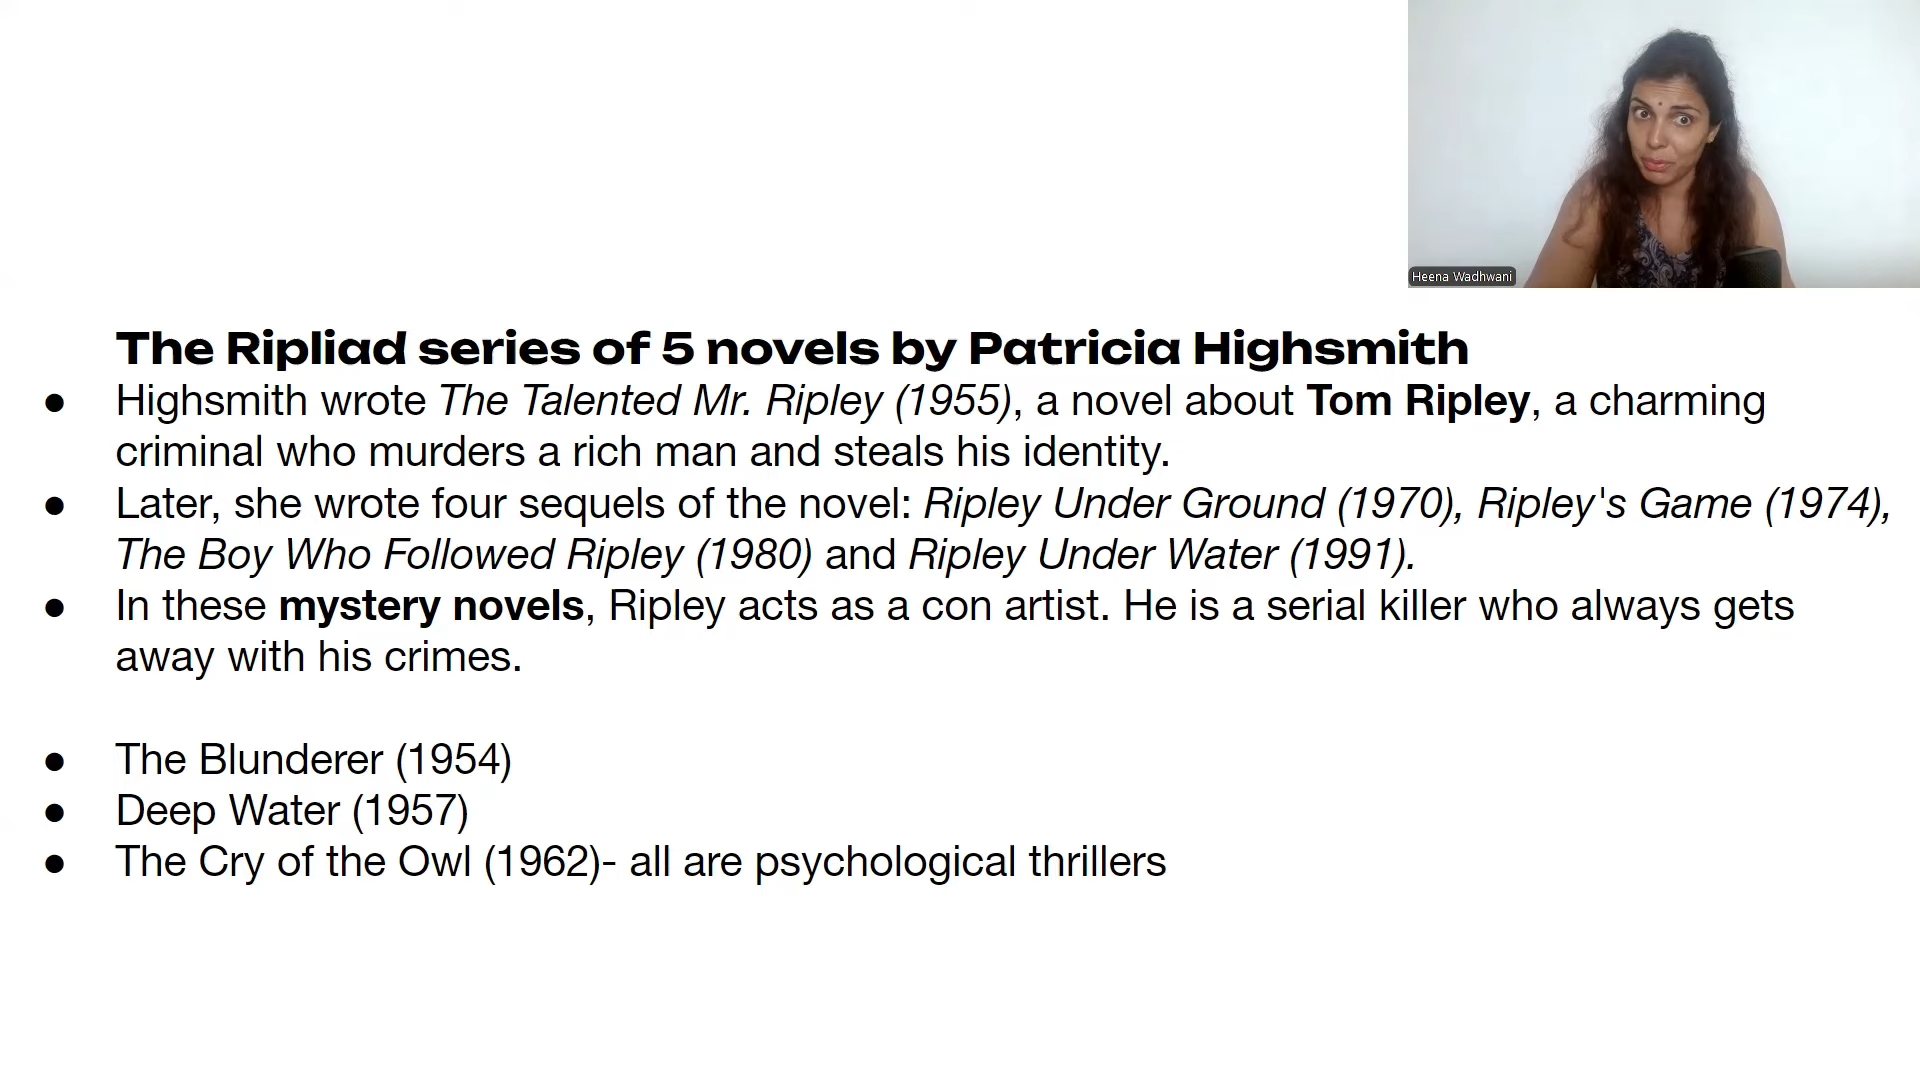 Heena Wadhwani
The Ripliad series of 5 novels by Patricia Highsmith
● Highsmith wrote The Talented Mr. Ripley (1955), a novel about Tom Ripley, a charming
criminal who murders a rich man and steals his identity.
● Later, she wrote four sequels of the novel: Ripley Under Ground (1970), Ripley's Game (1974),
The Boy Who Followed Ripley (1980) and Ripley Under Water (1991).
● In these mystery novels, Ripley acts as a con artist. He is a serial killer who always gets
away with his crimes.
● The Blunderer (1954)
● Deep Water (1957)
● The Cry of the Owl (1962)- all are psychological thrillers